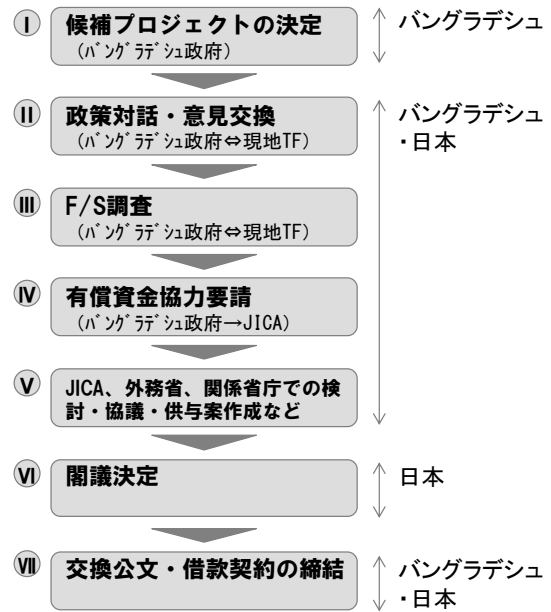 Ⅰ 候補プロジェクトの決定 バングラデシュ
（ﾊﾞﾝｸﾞﾗﾃﾞｼｭ政府）
Ⅱ 政策対話・意見交換 バングラデシュ
（ﾊﾞﾝｸﾞﾗﾃﾞｼｭ政府⇔現地TF） ・日本
Ⅲ F/S調査
（ﾊﾞﾝｸﾞﾗﾃﾞｼｭ政府⇔現地TF）
Ⅳ 有償資金協力要請
（ﾊﾞﾝｸﾞﾗﾃﾞｼｭ政府→JICA）
Ⅴ JICA、外務省、関係省庁での検
討・協議・供与案作成など
Ⅵ 閣議決定 日本
Ⅶ 交換公文・借款契約の締結 バングラデシュ
・日本